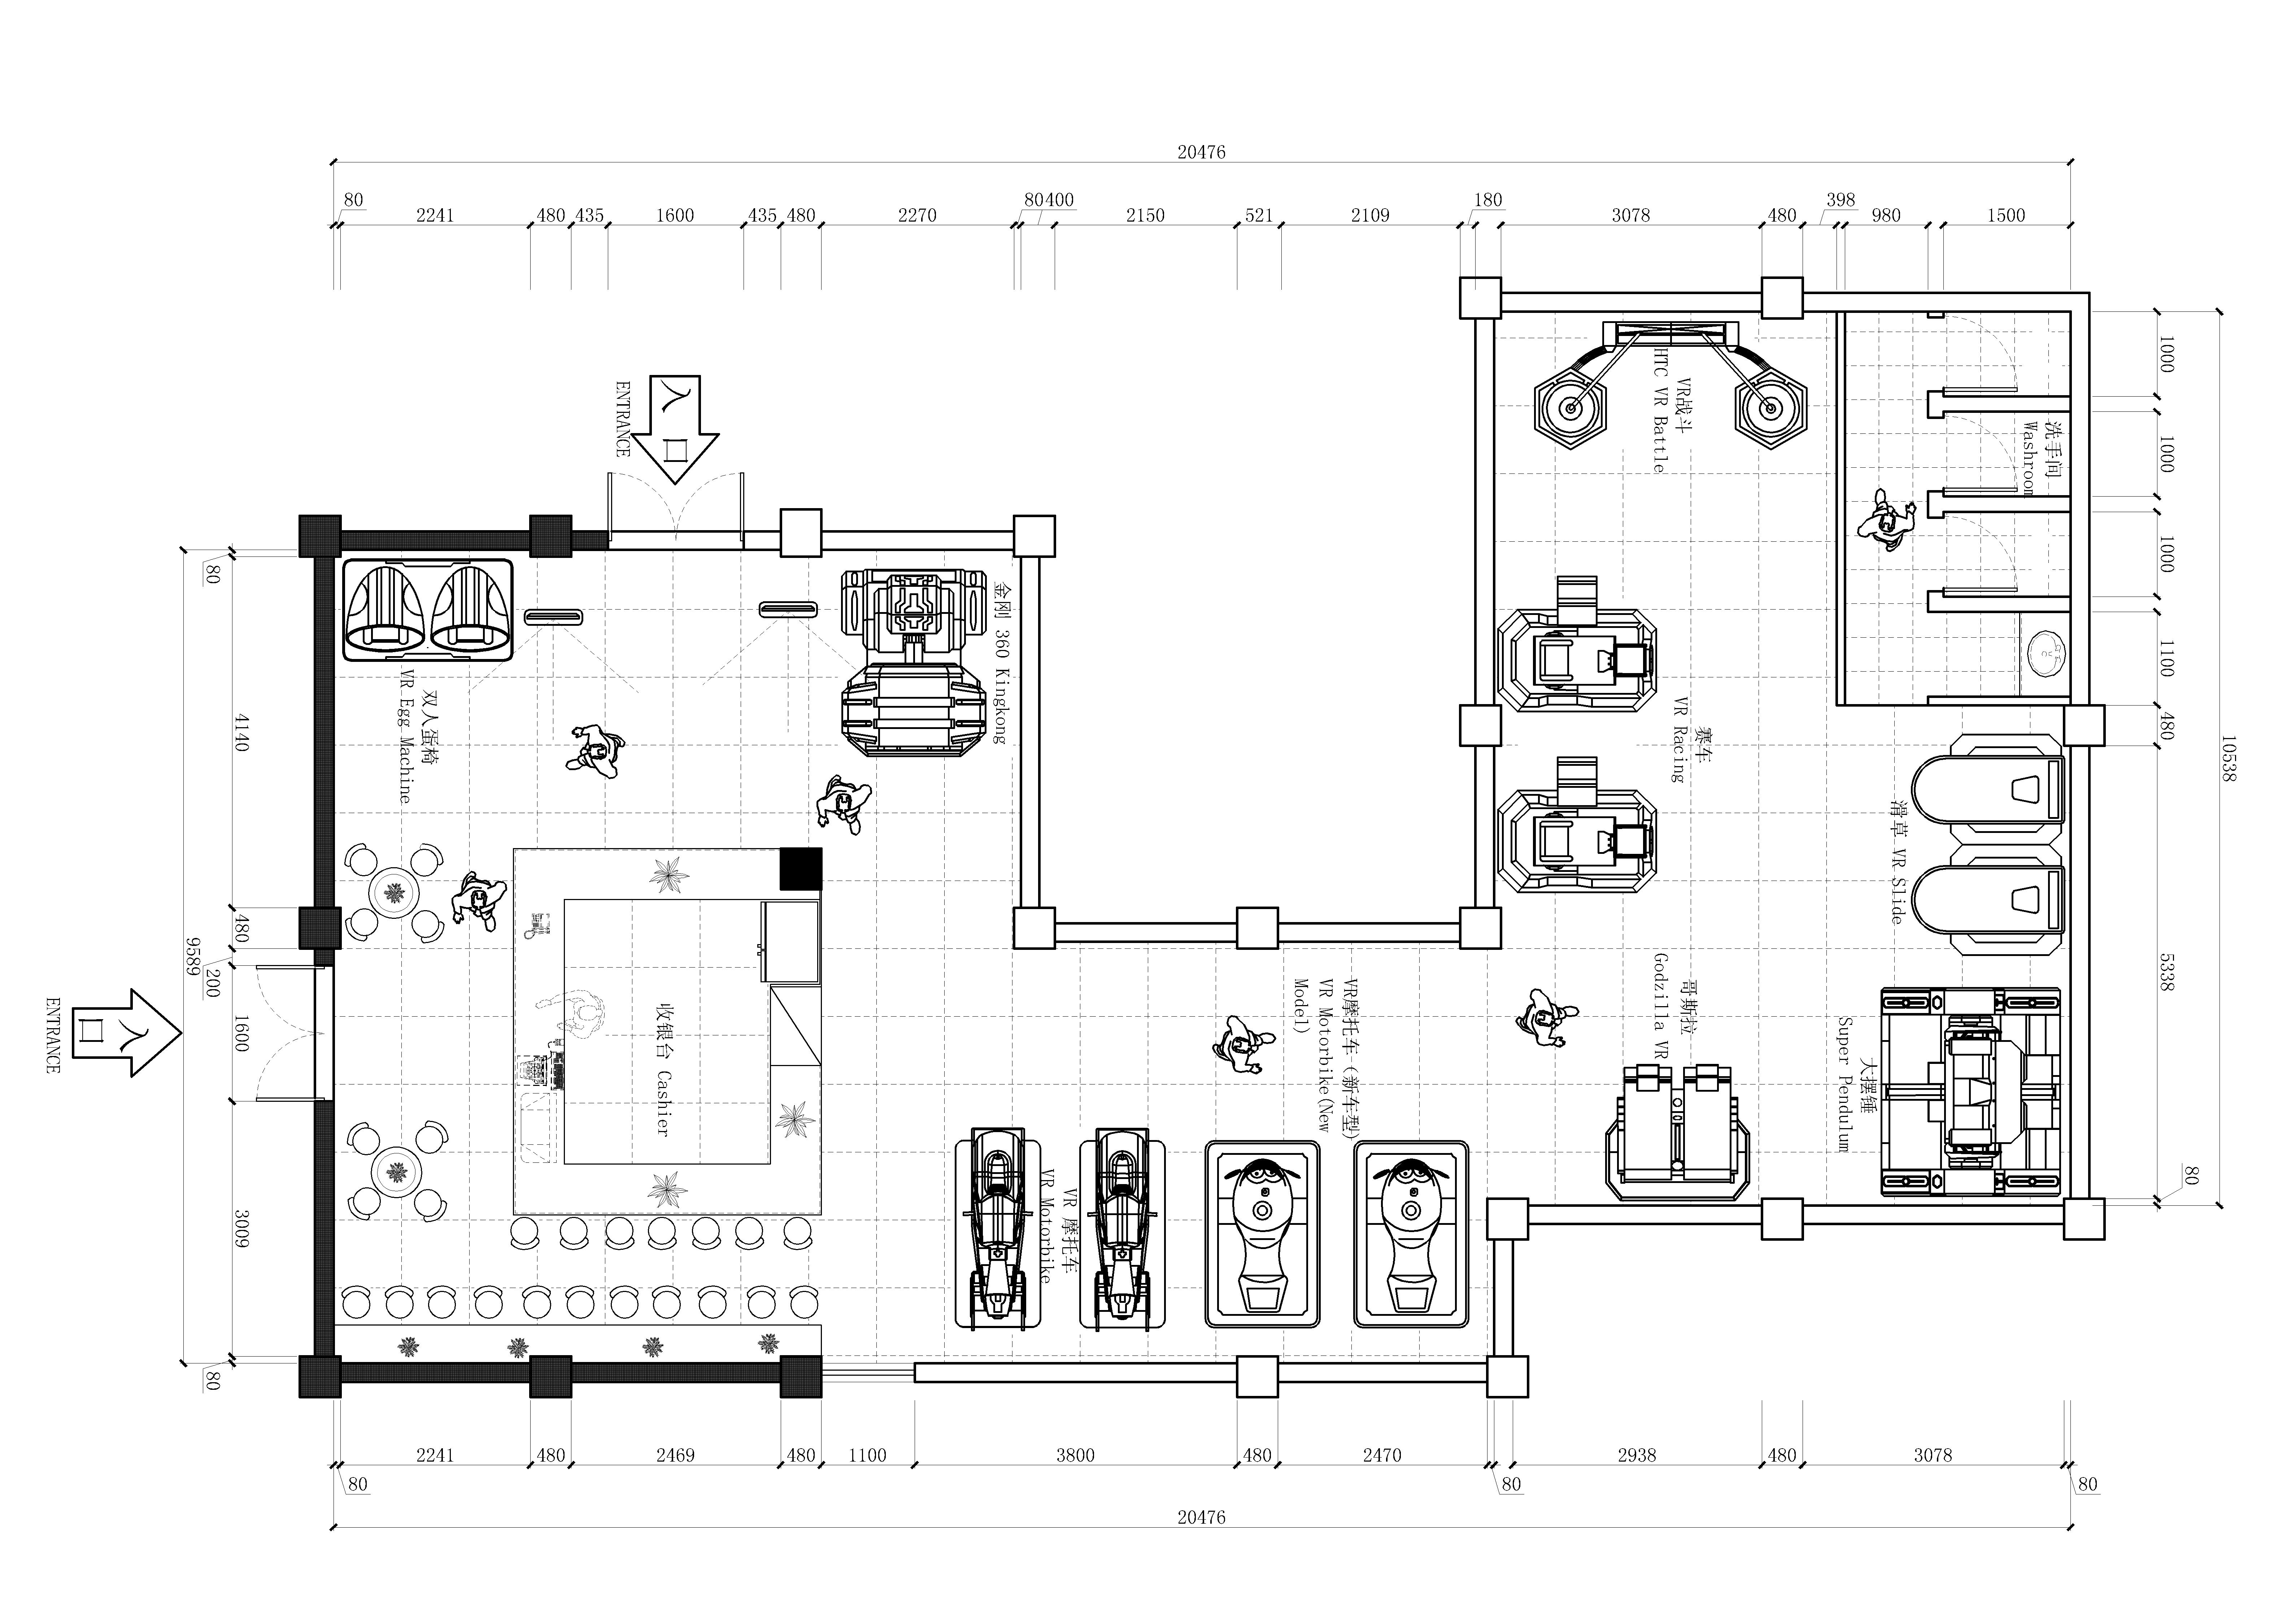 20476
80
2241
480
435
1600
435
480
2270
80
400
2150
521
2109
180
3078
480
398
980
1500
入
口
ENTRANCE
VR战斗
HTC VR Battle
洗手间
Washroom
1000
1000
1000
1100
480
5338
80
10538
金刚 360 Kingkong
双人蛋椅
VR Egg Machine
赛车
VR Racing
滑草 VR Slide
哥斯拉
Godzilla VR
大摆锤
Super Pendulum
VR摩托车（新车型）
VR Motorbike(New
Model)
VR 摩托车
VR Motorbike
收银台 Cashier
入
口
ENTRANCE
80
4140
480
200
1600
3009
80
9589
2241
480
2469
480
1100
3800
480
2470
2938
480
3078
80
80
80
20476